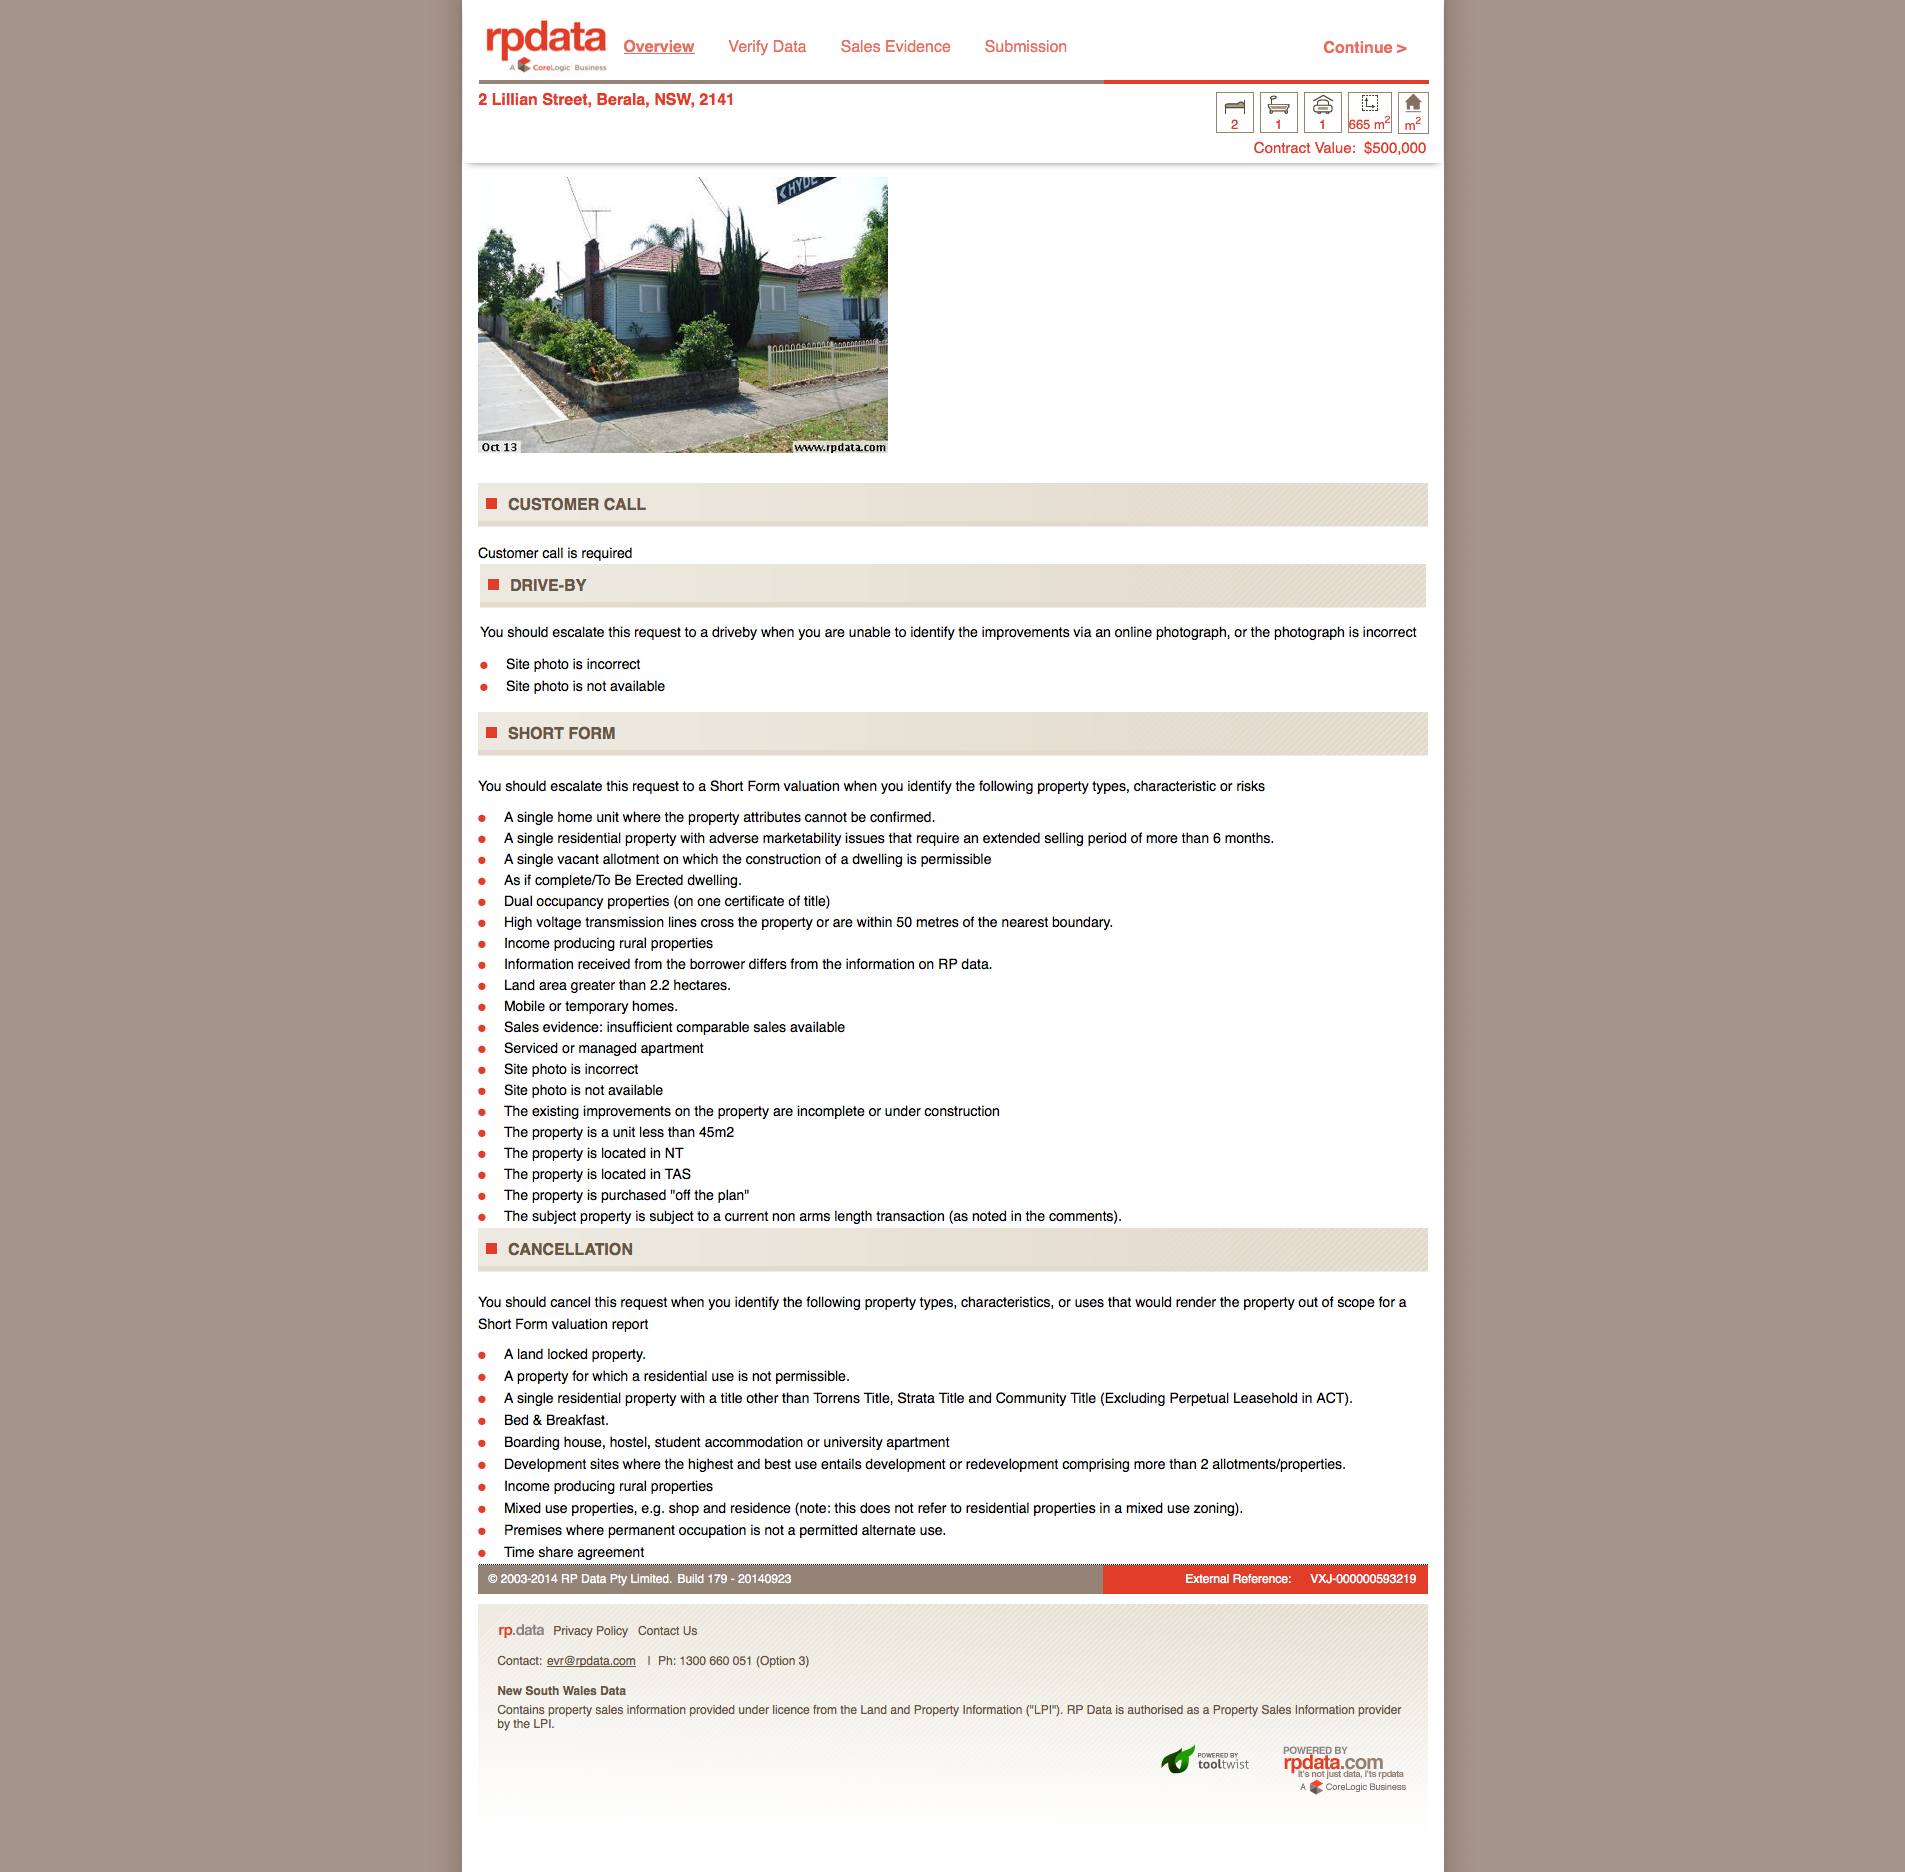 rpdata
A CoreLogic Business
Overview Verify Data Sales Evidence Submission Continue >
2 Lillian Street, Berala, NSW, 2141
2 1 1 665 m² m²
Contract Value: $500,000
< HYDE
Oct 13 www.rpdata.com
CUSTOMER CALL
Customer call is required
DRIVE-BY
You should escalate this request to a driveby when you are unable to identify the improvements via an online photograph, or the photograph is incorrect
Site photo is incorrect
Site photo is not available
SHORT FORM
You should escalate this request to a Short Form valuation when you identify the following property types, characteristic or risks
A single home unit where the property attributes cannot be confirmed.
A single residential property with adverse marketability issues that require an extended selling period of more than 6 months.
A single vacant allotment on which the construction of a dwelling is permissible
As if complete/To Be Erected dwelling.
Dual occupancy properties (on one certificate of title)
High voltage transmission lines cross the property or are within 50 metres of the nearest boundary.
Income producing rural properties
Information received from the borrower differs from the information on RP data.
Land area greater than 2.2 hectares.
Mobile or temporary homes.
Sales evidence: insufficient comparable sales available
Serviced or managed apartment
Site photo is incorrect
Site photo is not available
The existing improvements on the property are incomplete or under construction
The property is a unit less than 45m2
The property is located in NT
The property is located in TAS
The property is purchased "off the plan"
The subject property is subject to a current non arms length transaction (as noted in the comments).
CANCELLATION
You should cancel this request when you identify the following property types, characteristics, or uses that would render the property out of scope for a
Short Form valuation report
A land locked property.
A property for which a residential use is not permissible.
A single residential property with a title other than Torrens Title, Strata Title and Community Title (Excluding Perpetual Leasehold in ACT).
Bed & Breakfast.
Boarding house, hostel, student accommodation or university apartment
Development sites where the highest and best use entails development or redevelopment comprising more than 2 allotments/properties.
Income producing rural properties
Mixed use properties, e.g. shop and residence (note: this does not refer to residential properties in a mixed use zoning).
Premises where permanent occupation is not a permitted alternate use.
Time share agreement
© 2003-2014 RP Data Pty Limited. Build 179 - 20140923 External Reference: VXJ-000000593219
rp.data Privacy Policy Contact Us
Contact: evr@rpdata.com | Ph: 1300 660 051 (Option 3)
New South Wales Data
Contains property sales information provided under licence from the Land and Property Information ("LPI"). RP Data is authorised as a Property Sales Information provider
by the LPI.
POWERED BY
tooltwist
POWERED BY
rpdata.com
it's not just data, it's rpdata
A CoreLogic Business